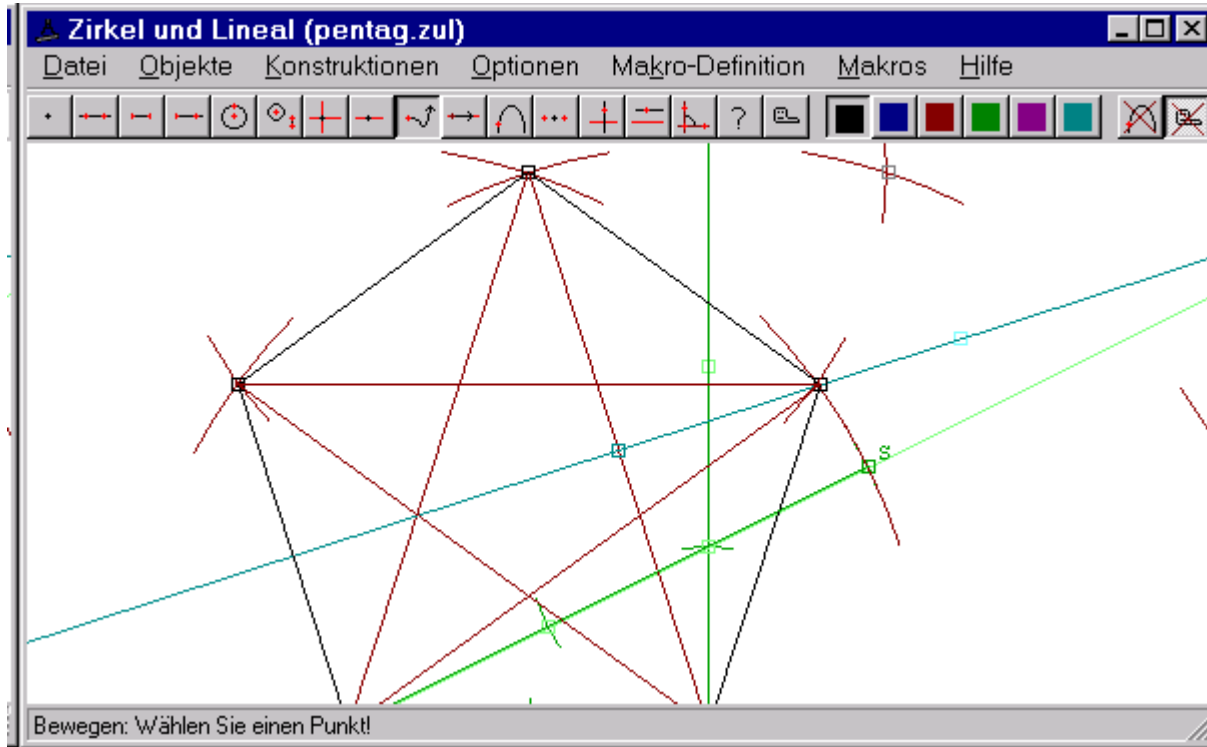 Zirkel und Lineal (pentag.zul)
Datei Objekte Konstruktionen Optionen Makro-Definition Makros Hilfe
?
S
Bewegen: Wählen Sie einen Punkt!